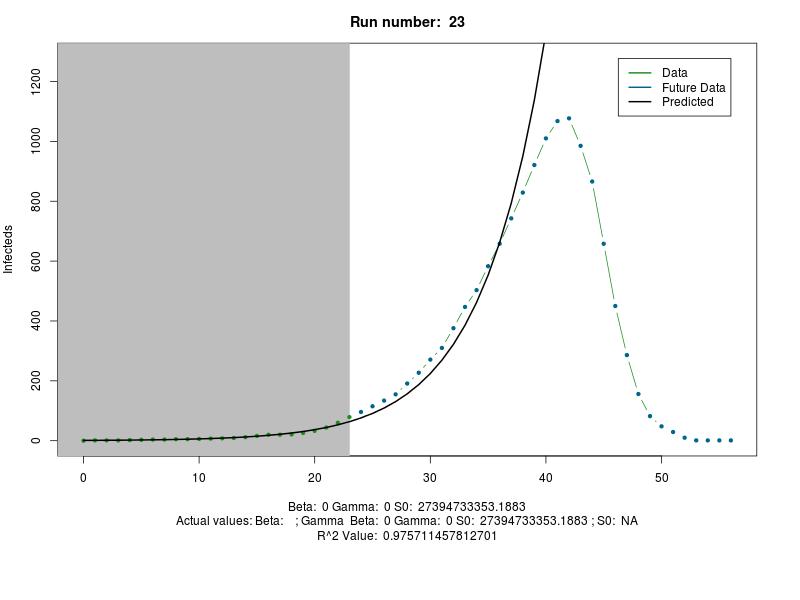 Run number: 23
Data
Future Data
Predicted
Infecteds
1200
1000
800
600
400
200
0
0 10 20 30 40 50
Beta: 0 Gamma: 0 S0: 27394733353.1883
Actual values: Beta: ; Gamma Beta: 0 Gamma: 0 S0: 27394733353.1883 ; S0: NA
R^2 Value: 0.975711457812701